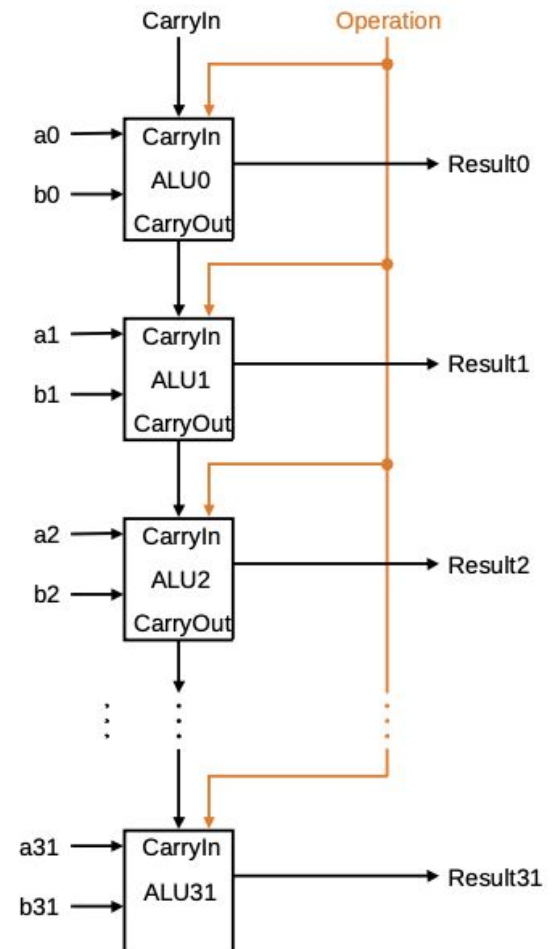 CarryIn Operation
a0
CarryIn
ALU0
Result0
b0
CarryOut
a1
CarryIn
ALU1
Result1
b1
CarryOut
a2
CarryIn
ALU2
Result2
b2
CarryOut
a31
CarryIn
ALU31
Result31
b31